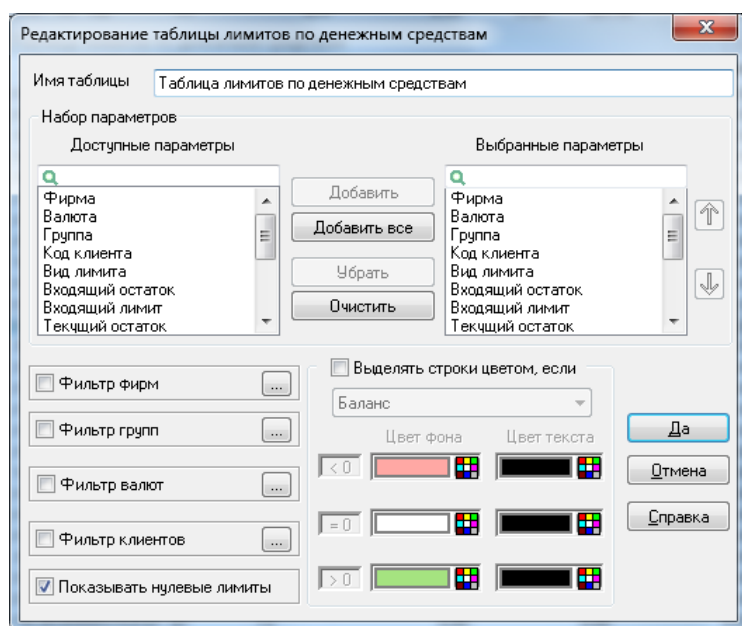 Редактирование таблицы лимитов по денежным средствам
Имя таблицы
Таблица лимитов по денежным средствам
Набор параметров
Доступные параметры
Фирма
Валюта
Группа
Код клиента
Вид лимита
Входящий остаток
Входящий лимит
Текущий остаток
Добавить
Добавить все
Убрать
Очистить
Выбранные параметры
Фирма
Валюта
Группа
Код клиента
Вид лимита
Входящий остаток
Входящий лимит
Текущий остаток
Фильтр фирм ...
Фильтр групп ...
Фильтр валют ...
Фильтр клиентов ...
Показывать нулевые лимиты
Выделять строки цветом, если
Баланс
Цвет фона Цвет текста
< 0
= 0
> 0
Да
Отмена
Справка